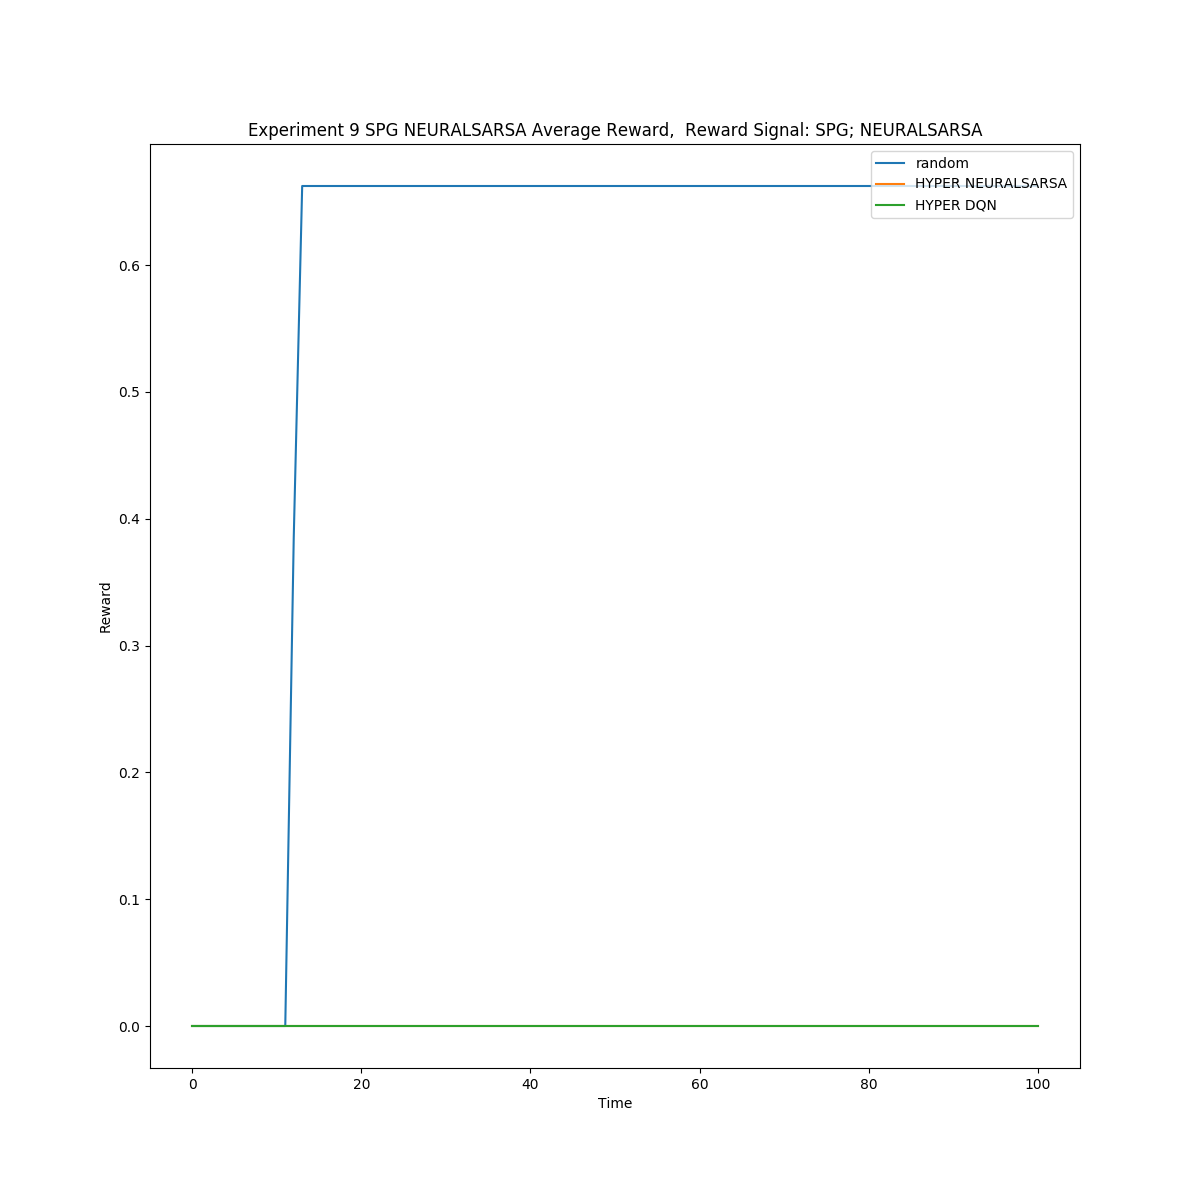 Experiment 9 SPG NEURALSARSA Average Reward,  Reward Signal: SPG; NEURALSARSA
random
HYPER NEURALSARSA
HYPER DQN
0.6
0.5
0.4
0.3
0.2
0.1
0.0
Reward
0 20 40 60 80 100
Time